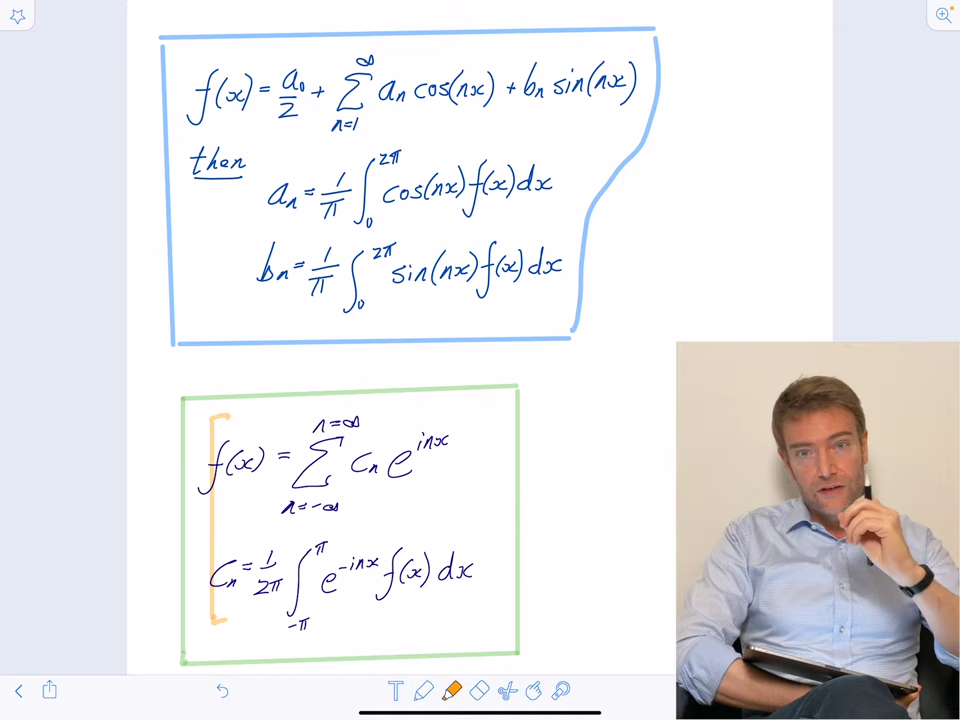 f(x) = a₀/2 + ∑_{n=1}^{∞} aₙ cos(nx) + bₙ sin(nx)
then
aₙ = 1/π ∫₀^{2π} cos(nx) f(x) dx
bₙ = 1/π ∫₀^{2π} sin(nx) f(x) dx
f(x) = ∑_{n=-∞}^{n=∞} cₙ e^{inx}
cₙ = 1/2π ∫_{-π}^{π} e^{-inx} f(x) dx